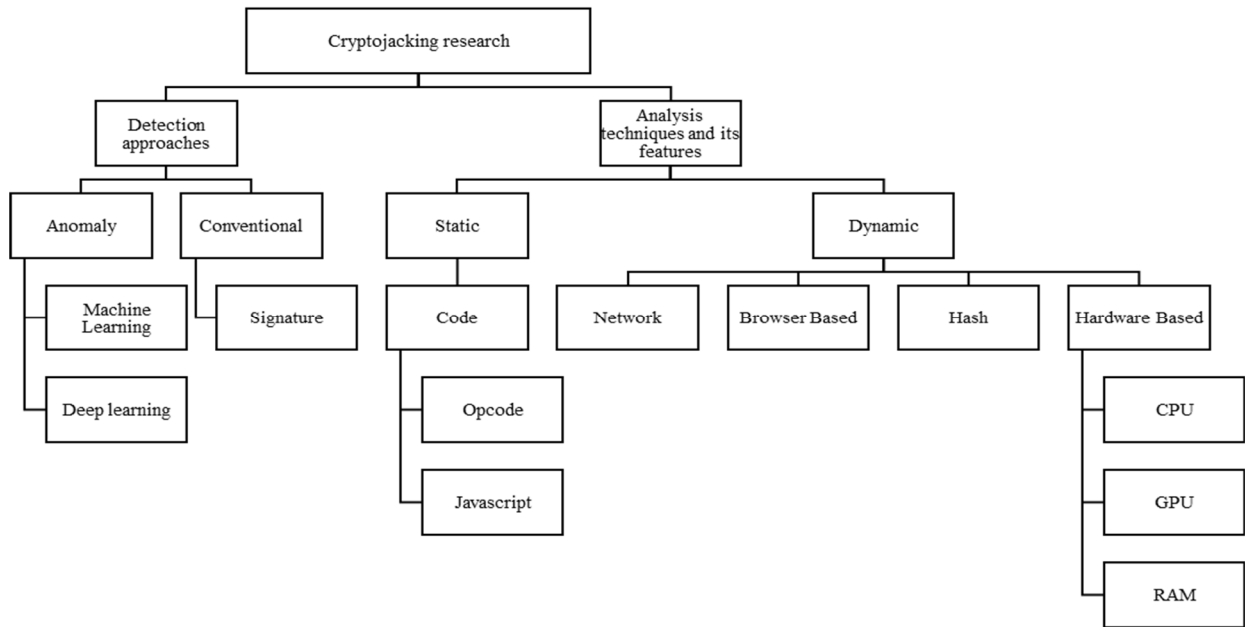 Cryptojacking research
Detection
approaches
Analysis
techniques and its
features
Anomaly
Conventional
Static
Dynamic
Machine
Learning
Signature
Code
Network
Browser Based
Hash
Hardware Based
Deep learning
Opcode
CPU
Javascript
GPU
RAM